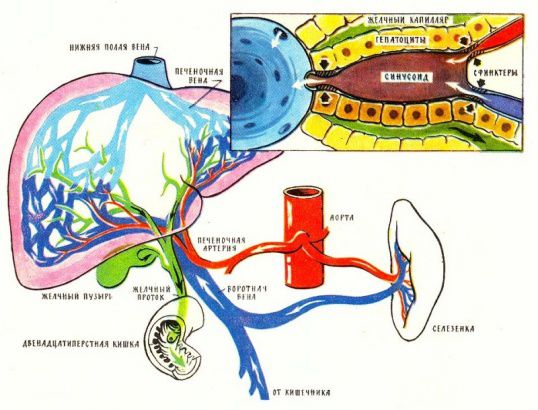 ЖЕЛЧНЫЙ КАПИЛЛЯР
ГЕПАТОЦИТЫ
СИНУСОИД
СФИНКТЕРЫ
НИЖНЯЯ ПОЛАЯ ВЕНА
ПЕЧЕНОЧНАЯ
ВЕНА
АОРТА
ПЕЧЕНОЧНАЯ
АРТЕРИЯ
ЖЕЛЧНЫЙ ПУЗЫРЬ
ЖЕЛЧНЫЙ
ПРОТОК
ВОРОТНАЯ
ВЕНА
СЕЛЕЗЕНКА
ДВЕНАДЦАТИПЕРСТНАЯ КИШКА
ОТ КИШЕЧНИКА